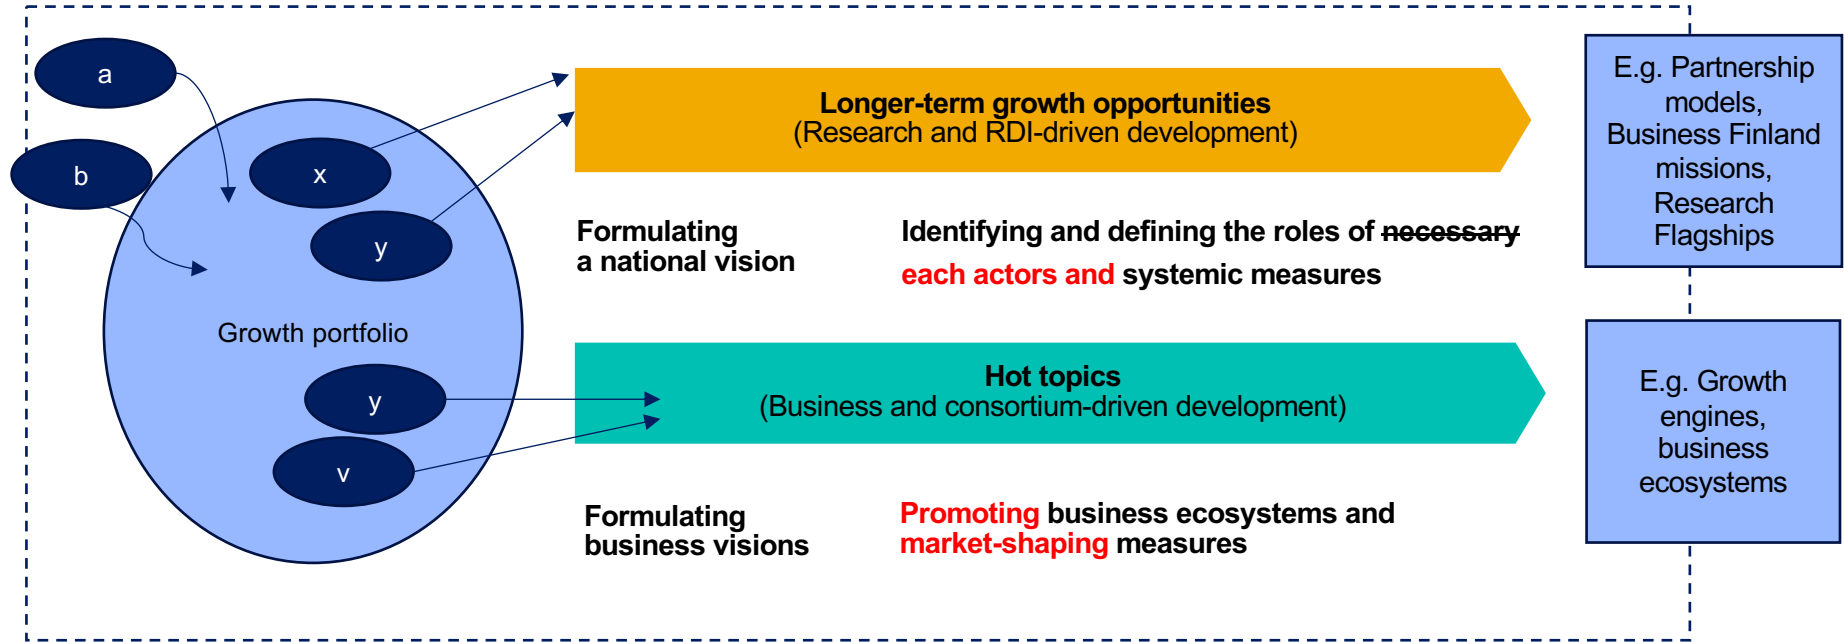 a
b
x
y
Growth portfolio
y
v
Longer-term growth opportunities
(Research and RDI-driven development)
Formulating
a national vision
Identifying and defining the roles of necessary
each actors and systemic measures
Hot topics
(Business and consortium-driven development)
Formulating
business visions
Promoting business ecosystems and
market-shaping measures
E.g. Partnership
models,
Business Finland
missions,
Research
Flagships
E.g. Growth
engines,
business
ecosystems